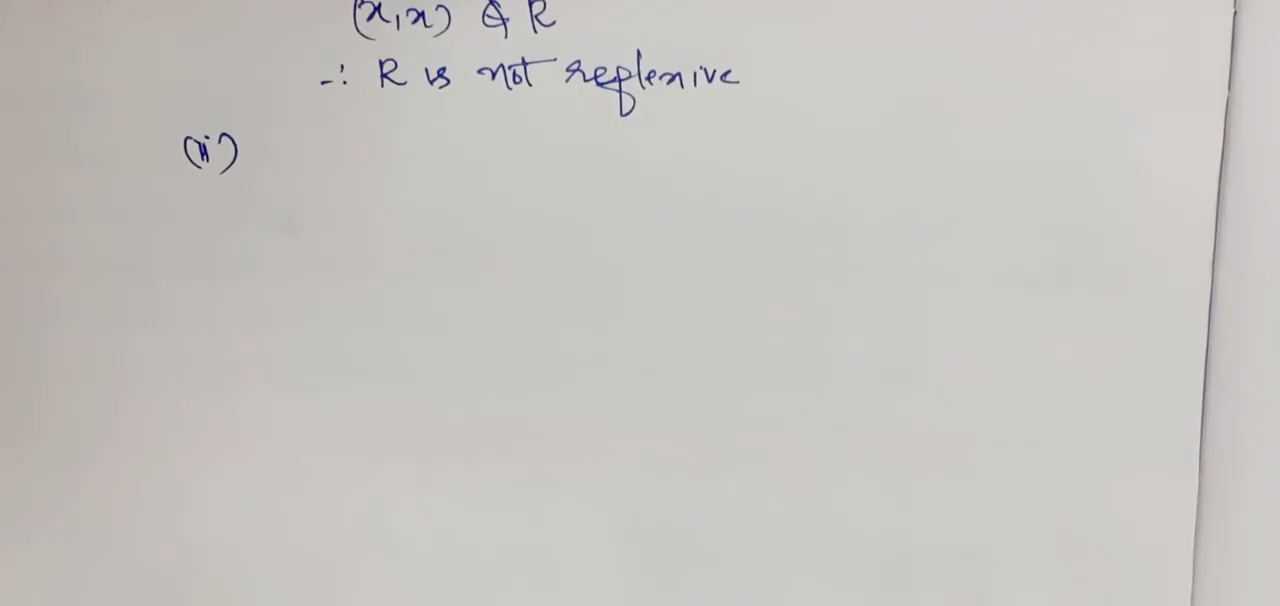 (x,x) ∉ R
∴ R is not reflexive
(ii)